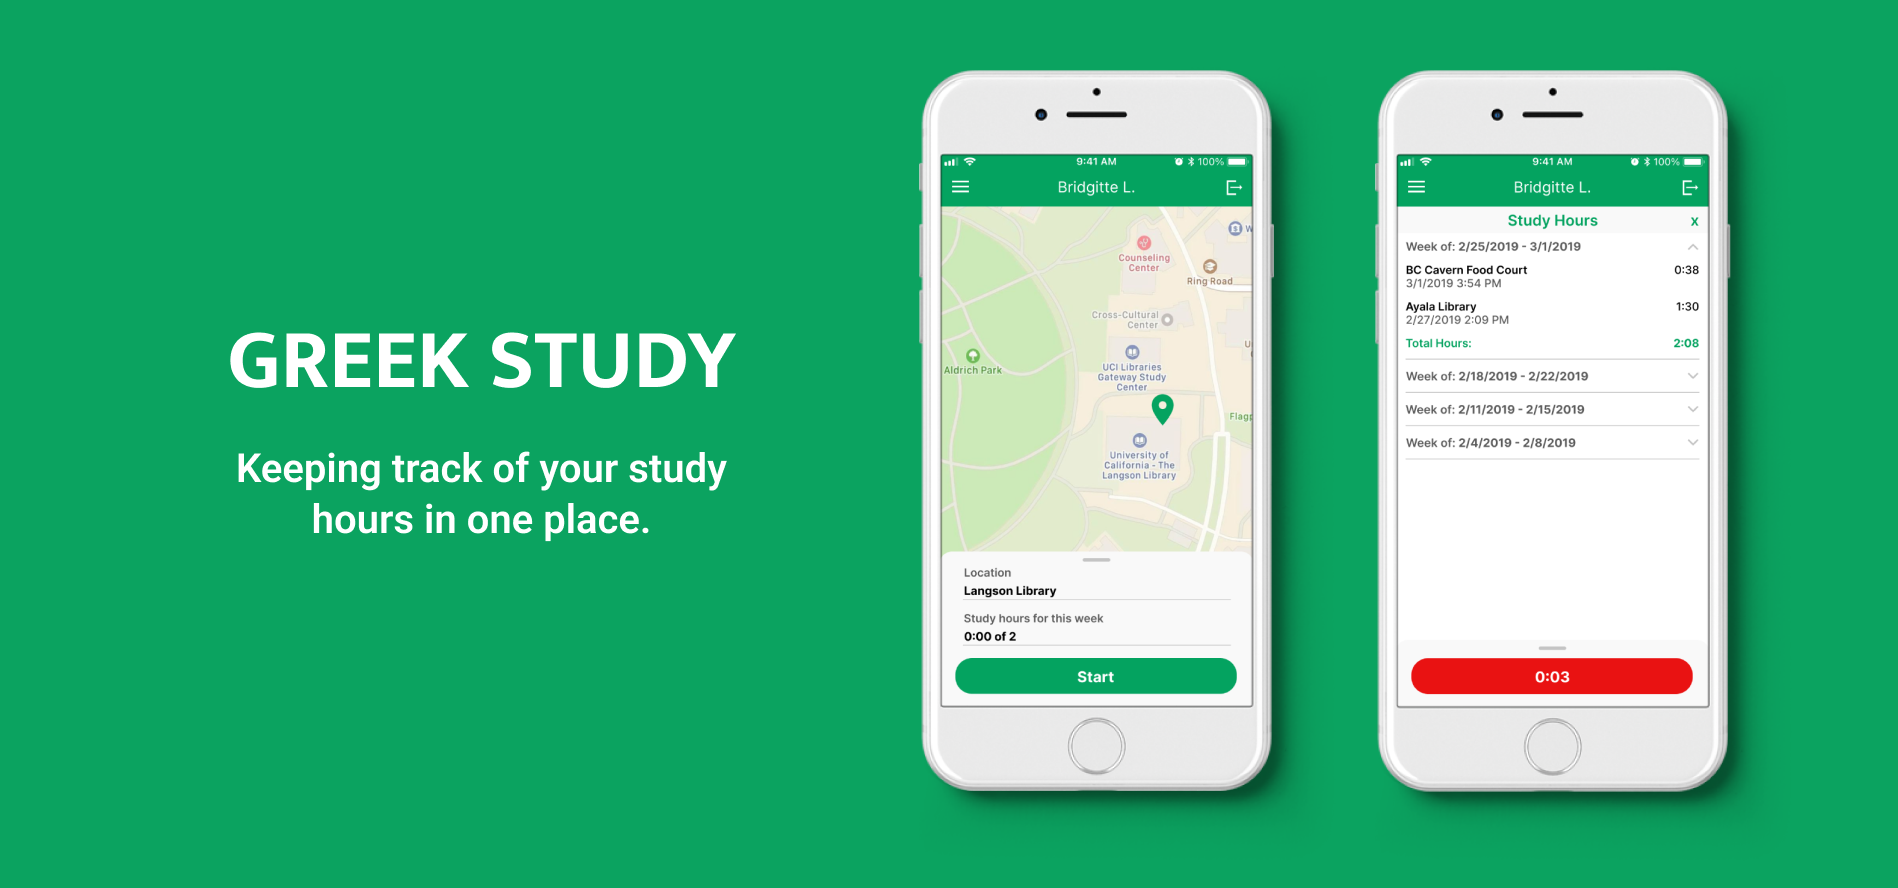 GREEK STUDY
Keeping track of your study
hours in one place.
9:41 AM
100%
Bridgitte L.
W
Counseling
Center
Ring Road
Cross-Cultural
Center
U
C
UCI Libraries
Gateway Study
Center
Aldrich Park
Flagp
University of
California - The
Langson Library
Location
Langson Library
Study hours for this week
0:00 of 2
Start
9:41 AM
100%
Bridgitte L.
Study Hours
x
Week of: 2/25/2019 - 3/1/2019
BC Cavern Food Court 0:38
3/1/2019 3:54 PM
Ayala Library 1:30
2/27/2019 2:09 PM
Total Hours: 2:08
Week of: 2/18/2019 - 2/22/2019
Week of: 2/11/2019 - 2/15/2019
Week of: 2/4/2019 - 2/8/2019
0:03